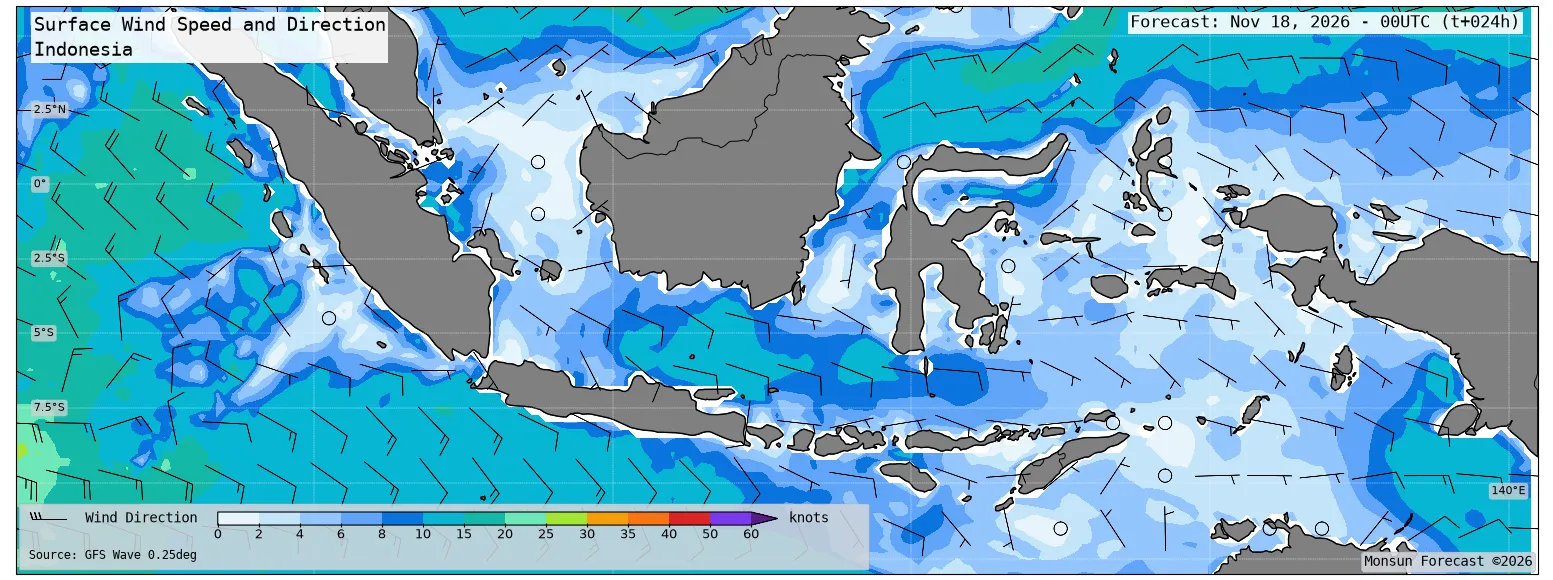 Surface Wind Speed and Direction
Indonesia
Forecast: Nov 18, 2026 - 00UTC (t+024h)
2.5°N
0°
2.5°S
5°S
7.5°S
140°E
Wind Direction
0 2 4 6 8 10 15 20 25 30 35 40 50 60
knots
Source: GFS Wave 0.25deg
Monsun Forecast ©2026